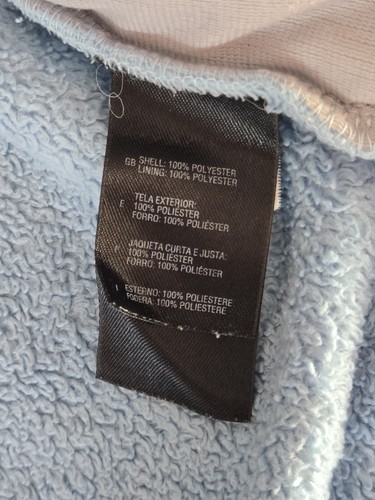 GB SHELL: 100% POLYESTER
LINING: 100% POLYESTER
E TELA EXTERIOR:
100% POLIÉSTER
FORRO: 100% POLIÉSTER
P JAQUETA CURTA E JUSTA:
100% POLIÉSTER
FORRO: 100% POLIÉSTER
I ESTERNO: 100% POLIESTERE
FODERA: 100% POLIESTERE